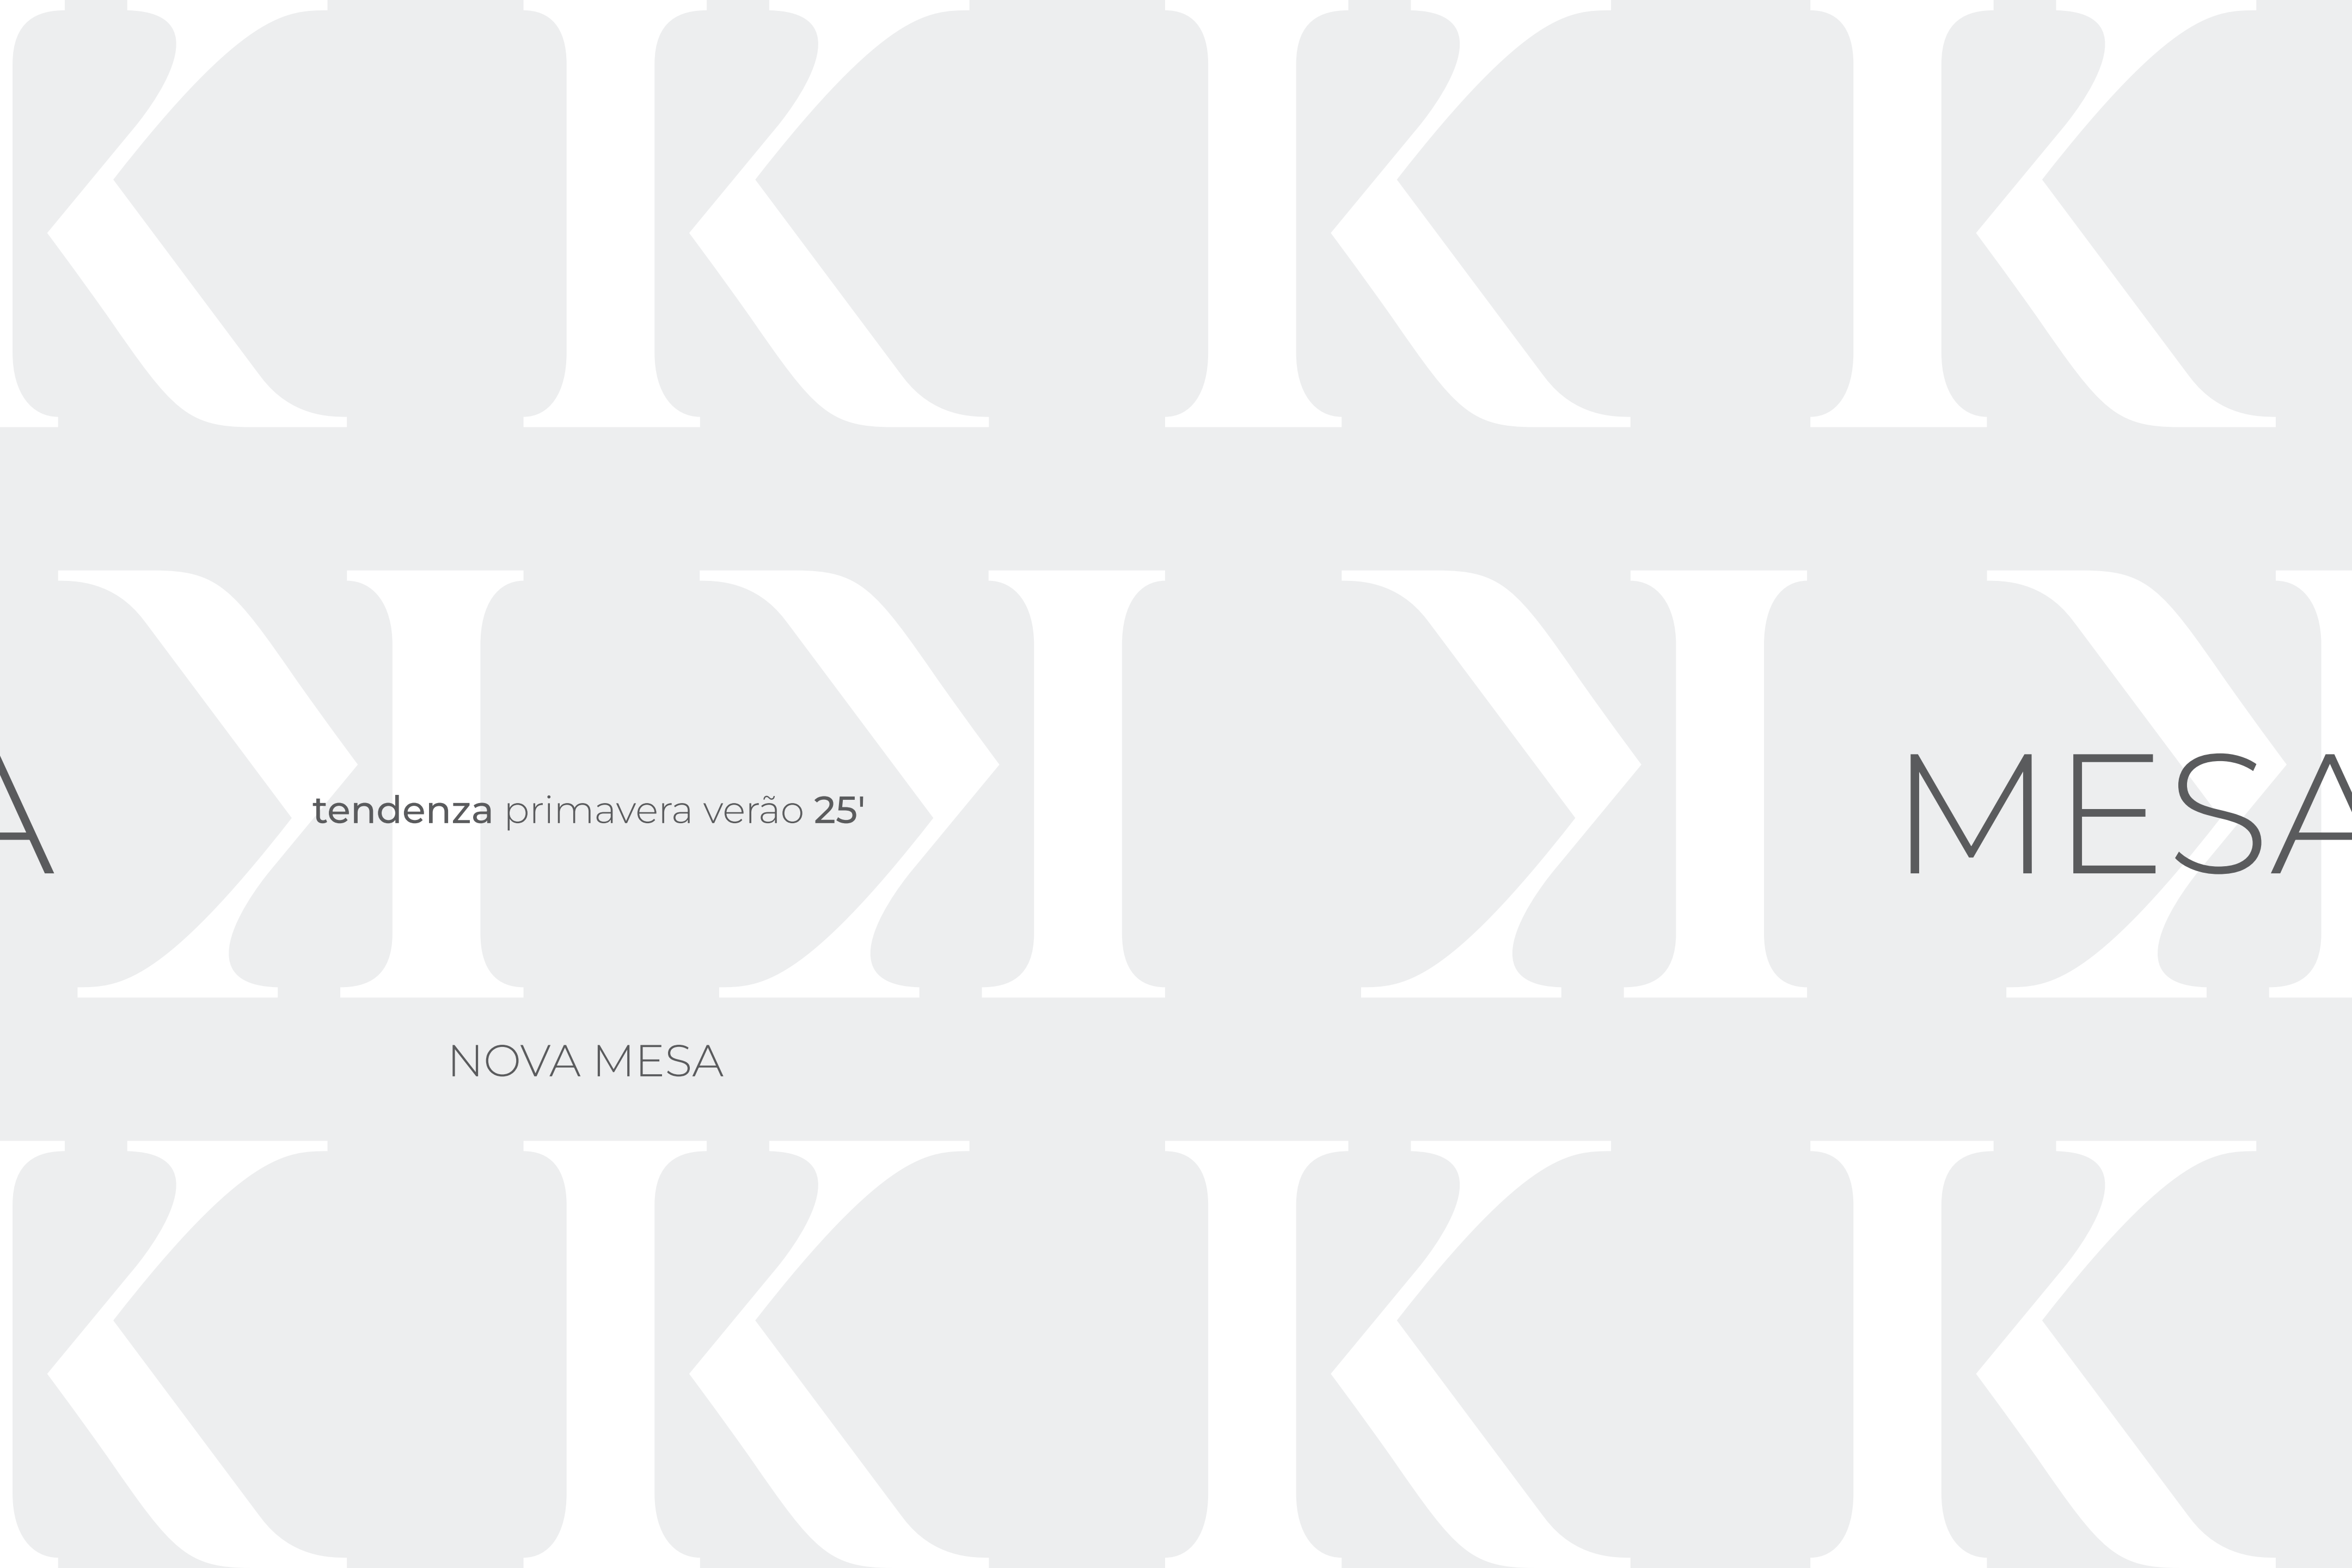 K K K K
A
tendenza primavera verão 25'
MESA
NOVA MESA
K K K K